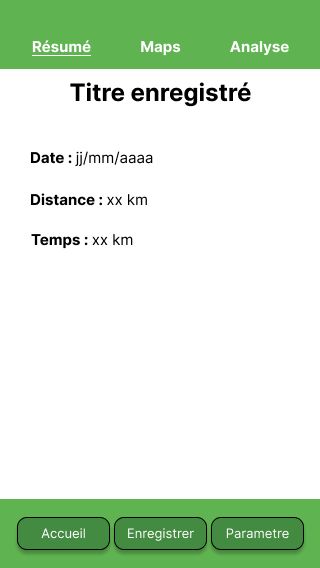 Résumé Maps Analyse
Titre enregistré
Date : jj/mm/aaaa
Distance : xx km
Temps : xx km
Accueil Enregistrer Parametre